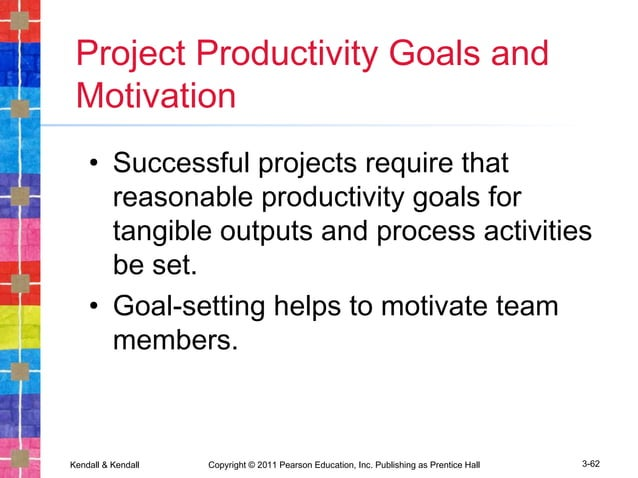 Project Productivity Goals and
Motivation
• Successful projects require that
reasonable productivity goals for
tangible outputs and process activities
be set.
• Goal-setting helps to motivate team
members.
Kendall & Kendall Copyright © 2011 Pearson Education, Inc. Publishing as Prentice Hall 3-62